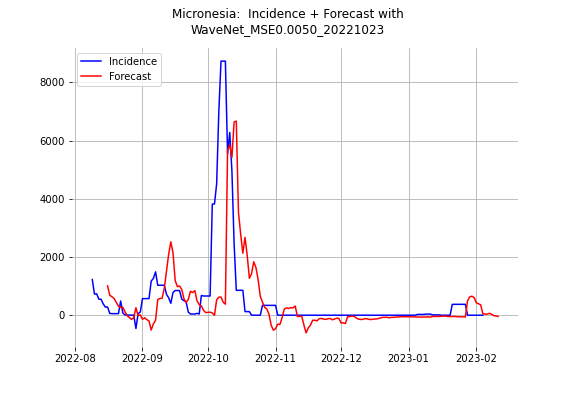 Micronesia:  Incidence + Forecast with
WaveNet_MSE0.0050_20221023
Incidence
Forecast
8000
6000
4000
2000
0
2022-08 2022-09 2022-10 2022-11 2022-12 2023-01 2023-02